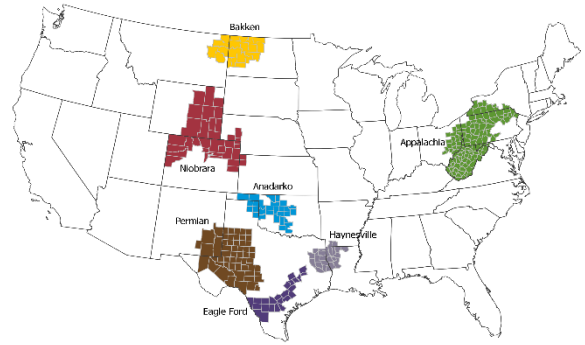 Bakken
Appalachia
Niobrara
Anadarko
Permian
Haynesville
Eagle Ford